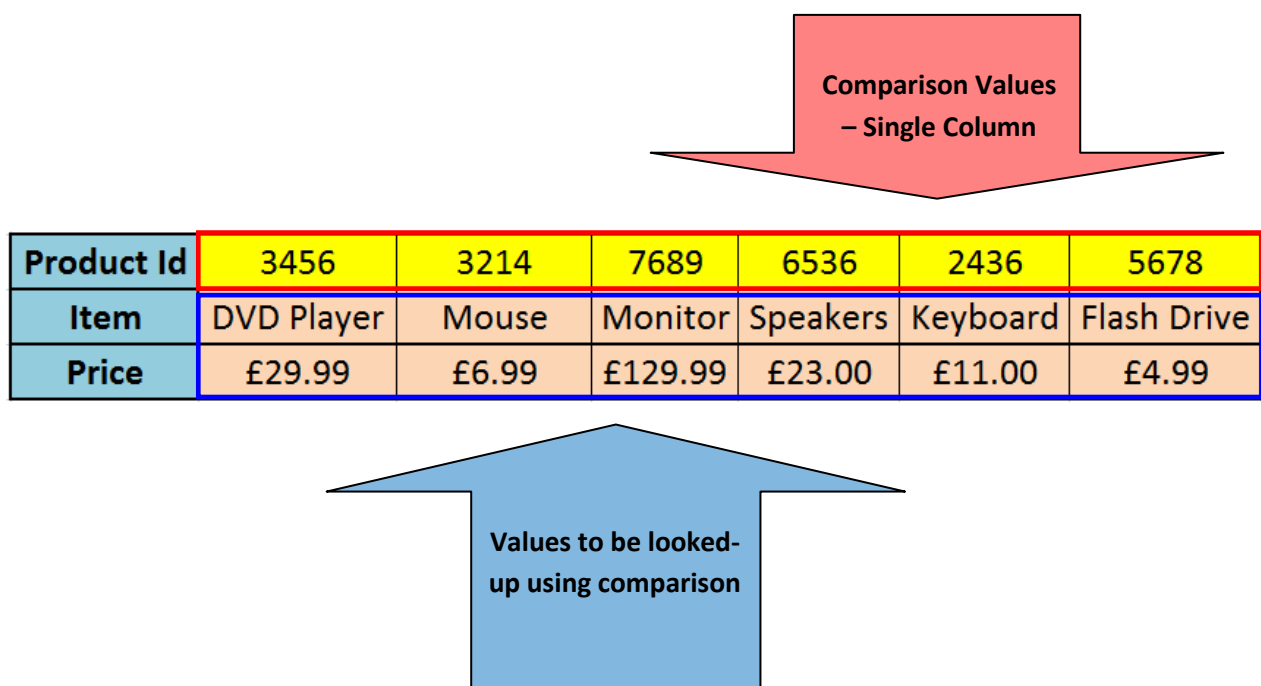 Comparison Values
– Single Column
Product Id 3456 3214 7689 6536 2436 5678
Item DVD Player Mouse Monitor Speakers Keyboard Flash Drive
Price £29.99 £6.99 £129.99 £23.00 £11.00 £4.99
Values to be looked-
up using comparison